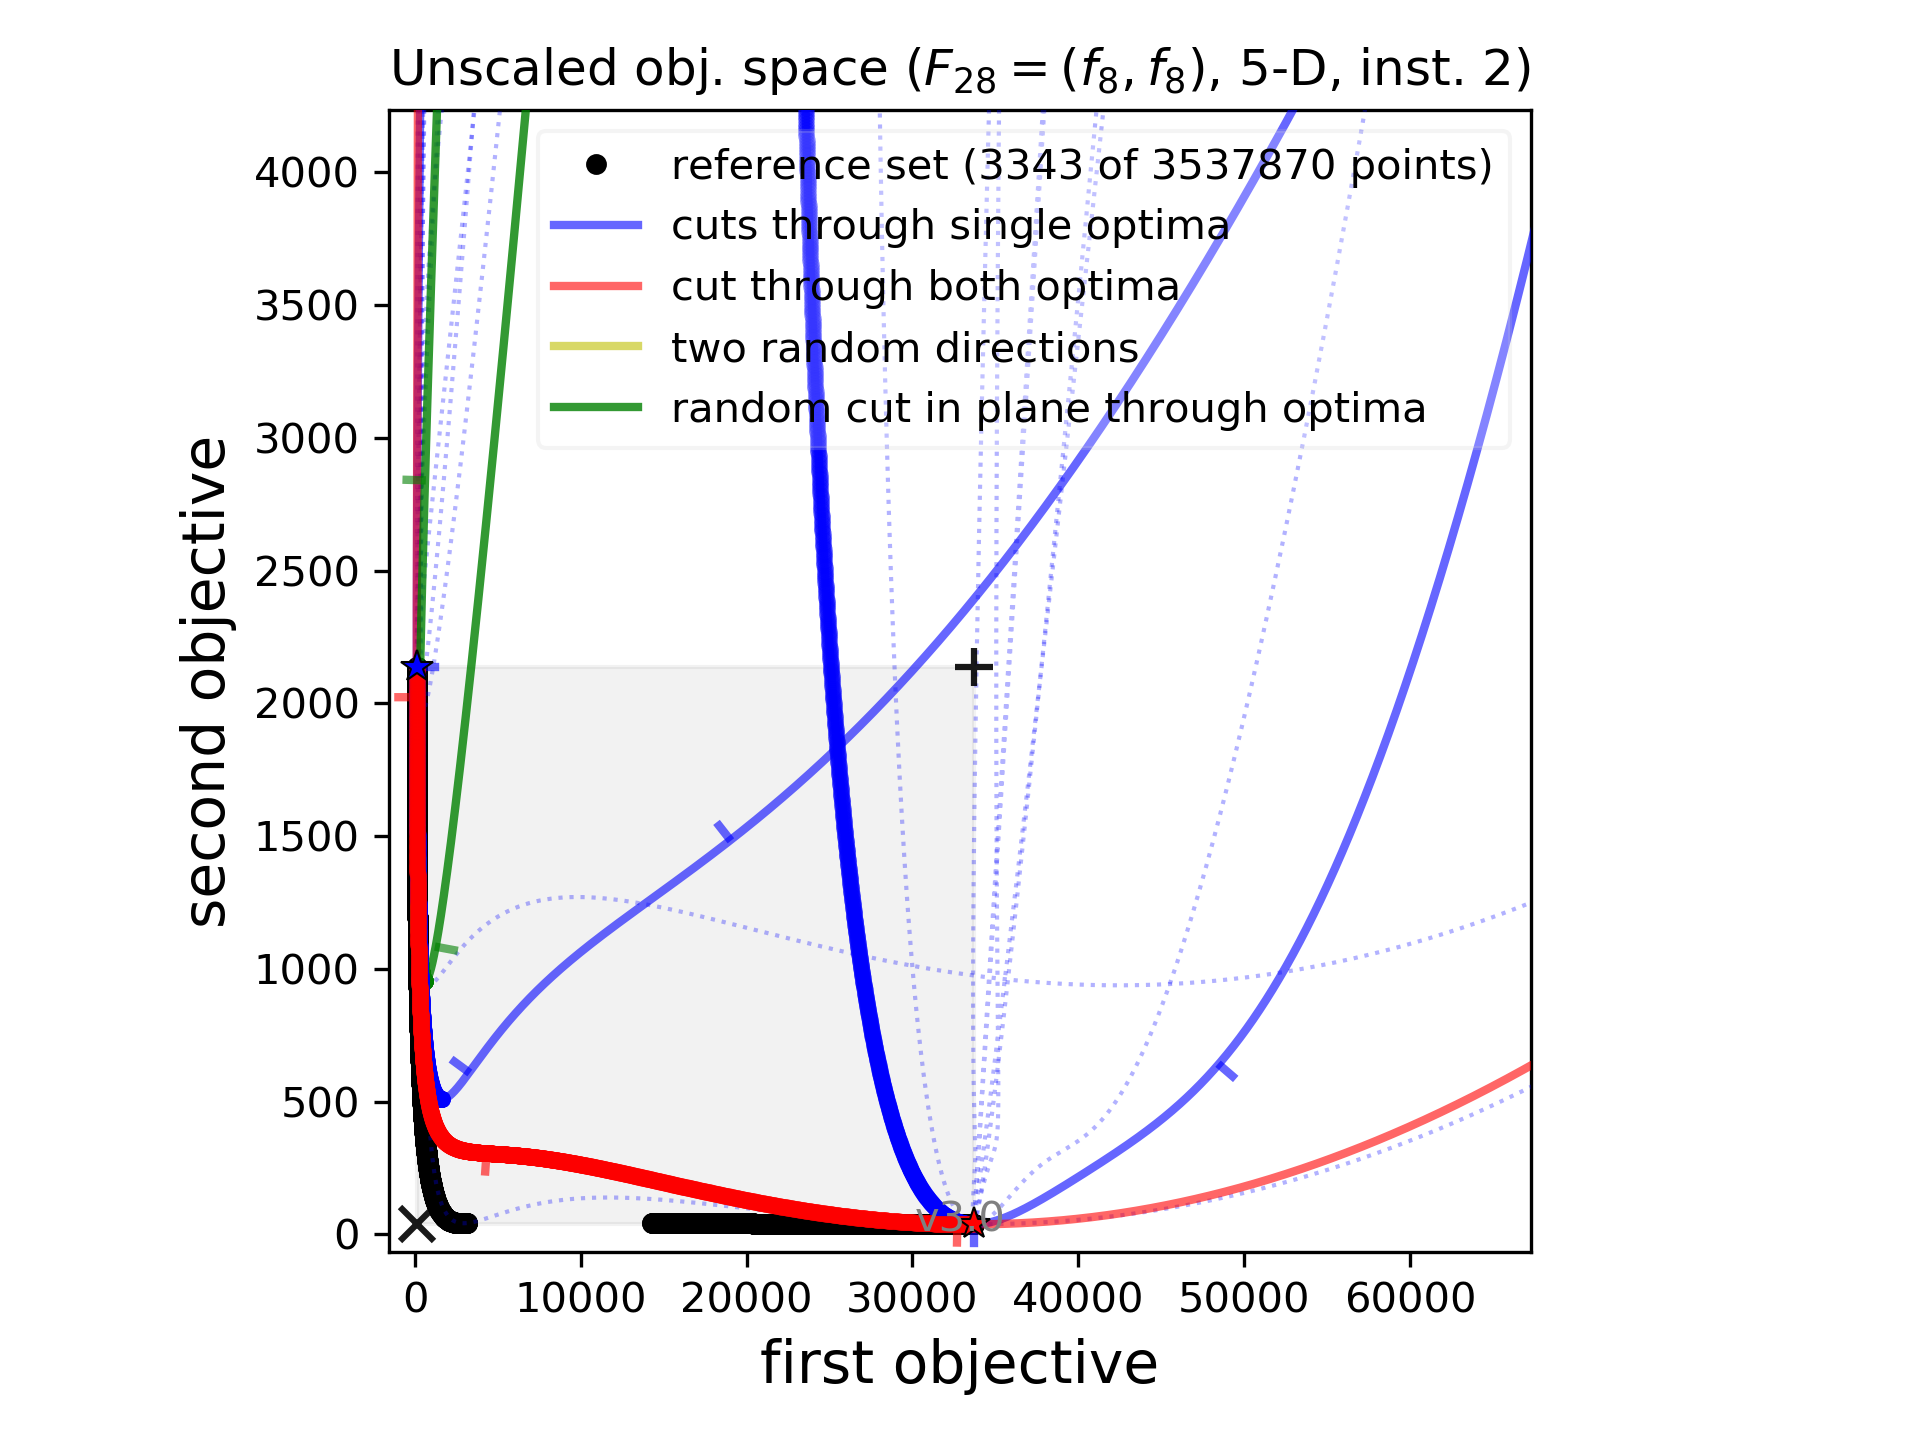 Unscaled obj. space (F28 = (f8, f8), 5-D, inst. 2)
reference set (3343 of 3537870 points)
cuts through single optima
cut through both optima
two random directions
random cut in plane through optima
second objective
4000
3500
3000
2500
2000
1500
1000
500
0
v3.0
0 10000 20000 30000 40000 50000 60000
first objective